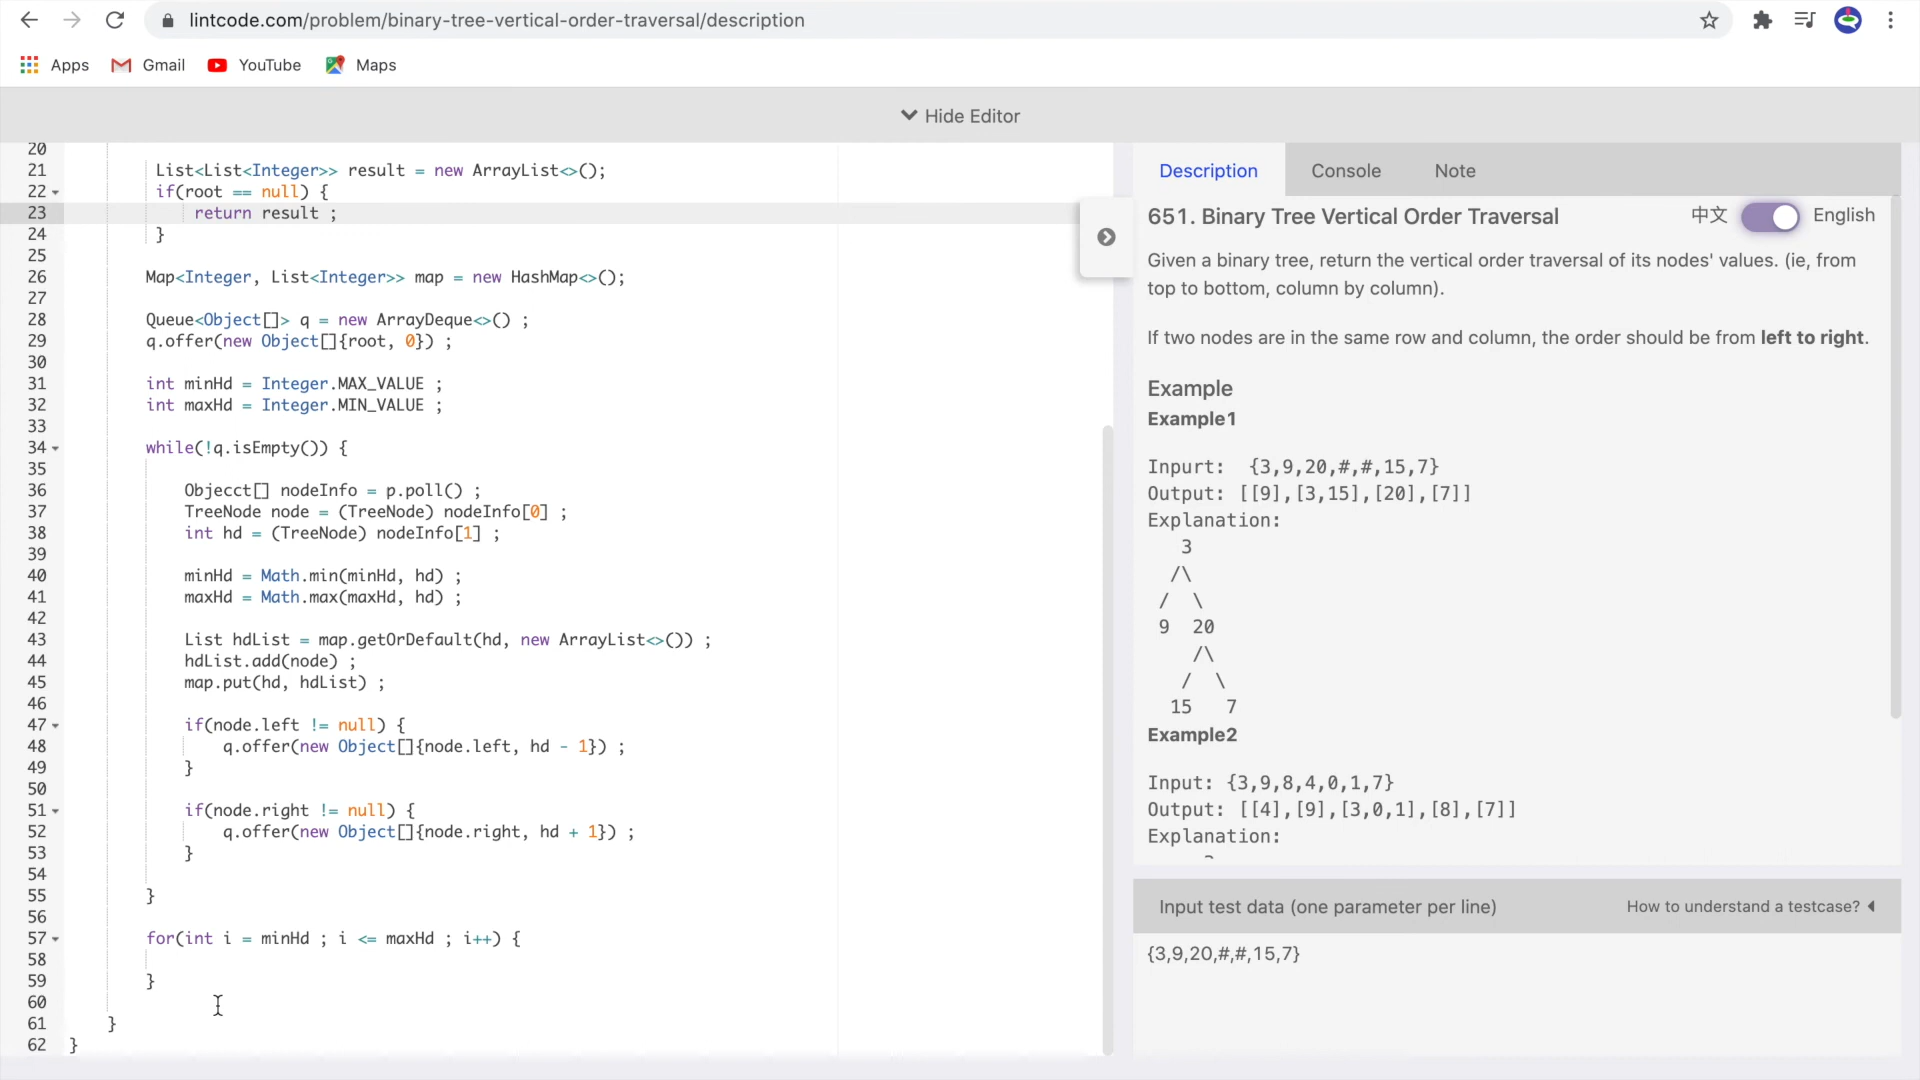 lintcode.com/problem/binary-tree-vertical-order-traversal/description
Apps Gmail YouTube Maps
Hide Editor
20
21 List<List<Integer>> result = new ArrayList<>();
22 if(root == null) {
23 return result ;
24 }
25
26 Map<Integer, List<Integer>> map = new HashMap<>();
27
28 Queue<Object[]> q = new ArrayDeque<>() ;
29 q.offer(new Object[]{root, 0}) ;
30
31 int minHd = Integer.MAX_VALUE ;
32 int maxHd = Integer.MIN_VALUE ;
33
34 while(!q.isEmpty()) {
35
36 Objecct[] nodeInfo = p.poll() ;
37 TreeNode node = (TreeNode) nodeInfo[0] ;
38 int hd = (TreeNode) nodeInfo[1] ;
39
40 minHd = Math.min(minHd, hd) ;
41 maxHd = Math.max(maxHd, hd) ;
42
43 List hdList = map.getOrDefault(hd, new ArrayList<>()) ;
44 hdList.add(node) ;
45 map.put(hd, hdList) ;
46
47 if(node.left != null) {
48 q.offer(new Object[]{node.left, hd - 1}) ;
49 }
50
51 if(node.right != null) {
52 q.offer(new Object[]{node.right, hd + 1}) ;
53 }
54
55 }
56
57 for(int i = minHd ; i <= maxHd ; i++) {
58
59 }
60
61 }
62 }
Description Console Note
651. Binary Tree Vertical Order Traversal 中文 English
Given a binary tree, return the vertical order traversal of its nodes' values. (ie, from
top to bottom, column by column).
If two nodes are in the same row and column, the order should be from left to right.
Example
Example1
Inpurt: {3,9,20,#,#,15,7}
Output: [[9],[3,15],[20],[7]]
Explanation:
3
/\
/ \
9 20
/\
/ \
15 7
Example2
Input: {3,9,8,4,0,1,7}
Output: [[4],[9],[3,0,1],[8],[7]]
Explanation:
Input test data (one parameter per line) How to understand a testcase?
{3,9,20,#,#,15,7}